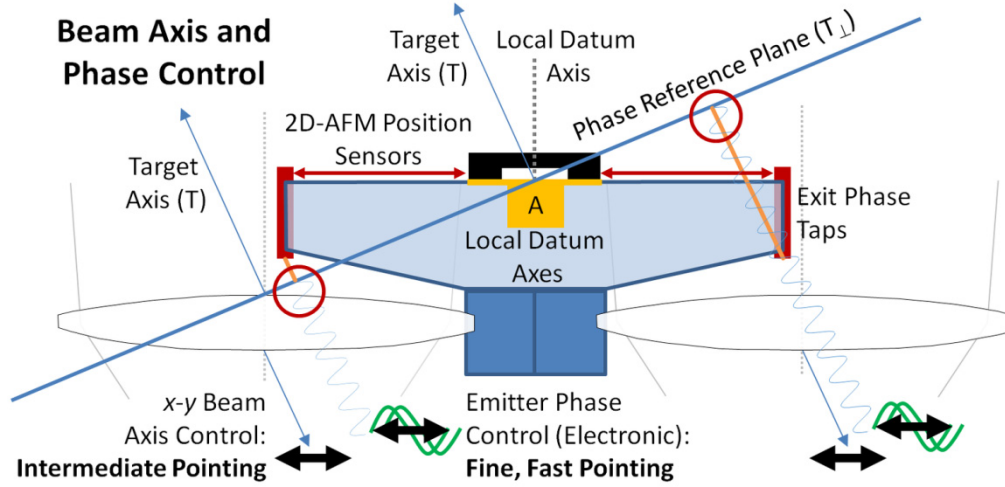 Beam Axis and
Phase Control
Target
Axis (T)
Local Datum
Axis
Phase Reference Plane (T⊥)
2D-AFM Position
Sensors
Target
Axis (T)
A
Exit Phase
Taps
Local Datum
Axes
x-y Beam
Axis Control:
Intermediate Pointing
Emitter Phase
Control (Electronic):
Fine, Fast Pointing